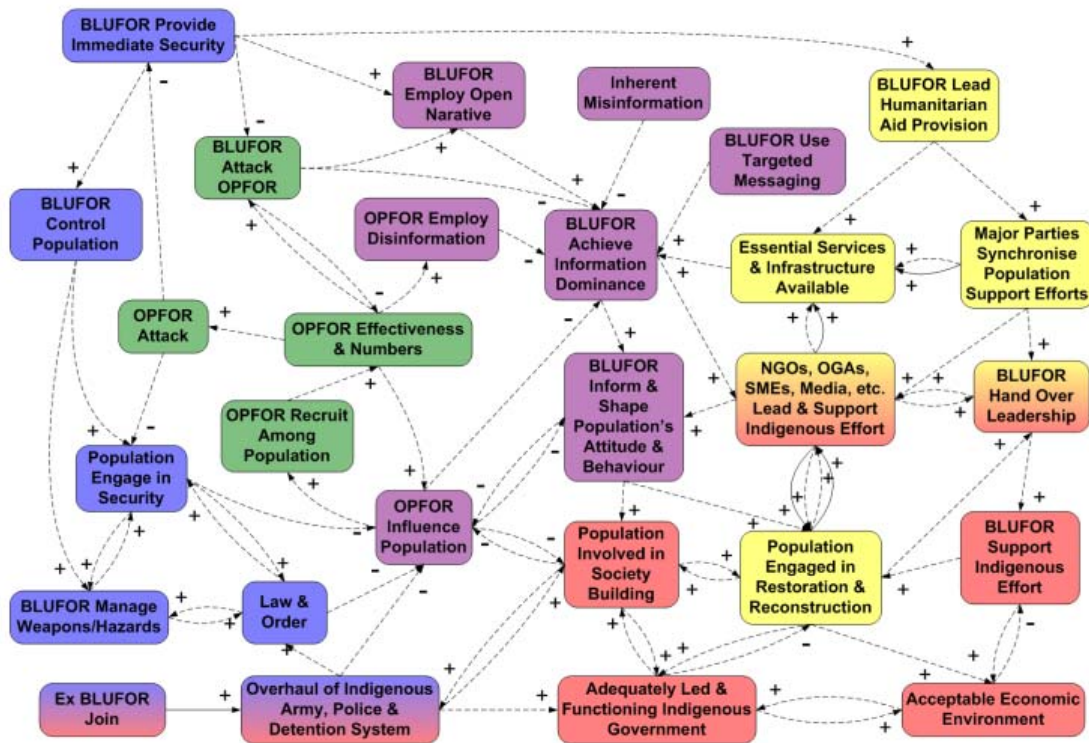 BLUFOR Provide
Immediate Security
BLUFOR
Employ Open
Narative
Inherent
Misinformation
BLUFOR Lead
Humanitarian
Aid Provision
BLUFOR
Attack
OPFOR
BLUFOR Use
Targeted
Messaging
BLUFOR
Control
Population
OPFOR Employ
Disinformation
BLUFOR
Achieve
Information
Dominance
Essential Services
& Infrastructure
Available
Major Parties
Synchronise
Population
Support Efforts
OPFOR
Attack
OPFOR Effectiveness
& Numbers
BLUFOR
Inform &
Shape
Population's
Attitude &
Behaviour
NGOs, OGAs,
SMEs, Media, etc.
Lead & Support
Indigenous Effort
BLUFOR
Hand Over
Leadership
OPFOR Recruit
Among
Population
Population
Engage in
Security
OPFOR
Influence
Population
Population
Involved in
Society
Building
Population
Engaged in
Restoration &
Reconstruction
BLUFOR
Support
Indigenous
Effort
BLUFOR Manage
Weapons/Hazards
Law &
Order
Ex BLUFOR
Join
Overhaul of Indigenous
Army, Police &
Detention System
Adequately Led &
Functioning Indigenous
Government
Acceptable Economic
Environment